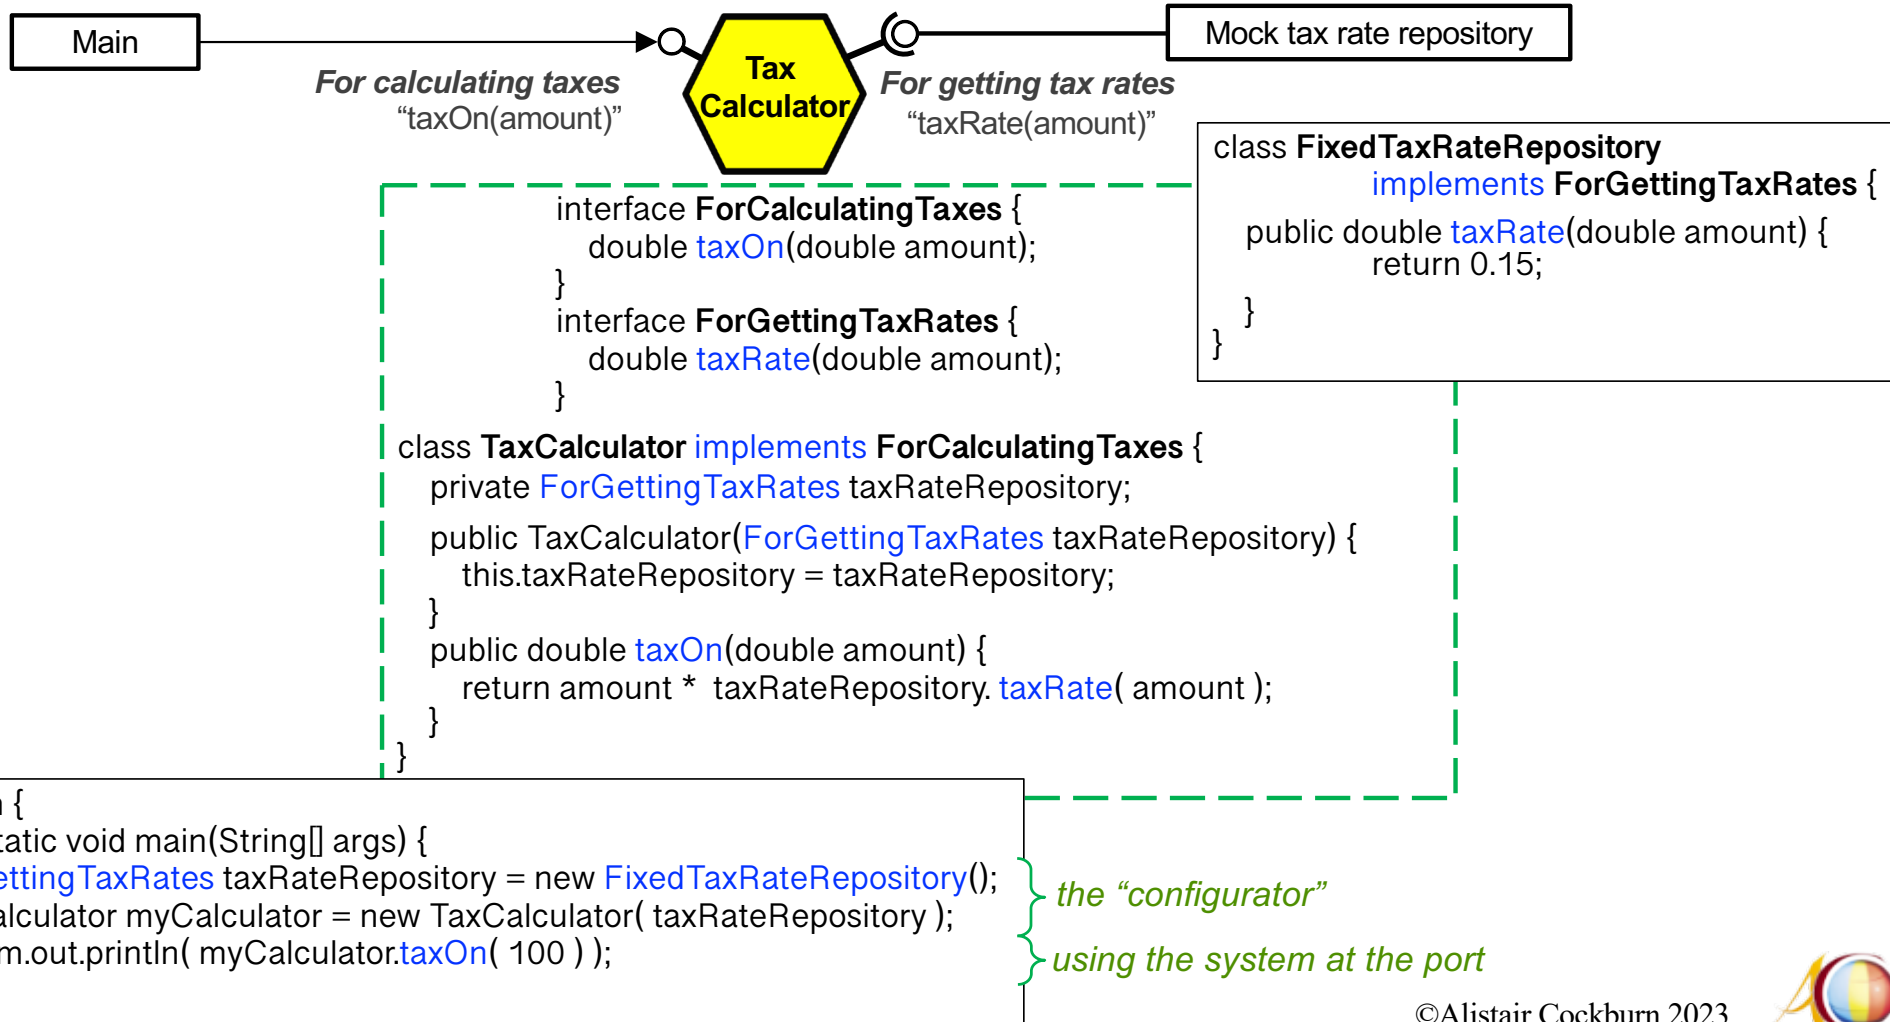 Main
Mock tax rate repository
Tax
Calculator
For calculating taxes
“taxOn(amount)”
For getting tax rates
“taxRate(amount)”
class FixedTaxRateRepository
implements ForGettingTaxRates {
public double taxRate(double amount) {
return 0.15;
}
}
interface ForCalculatingTaxes {
double taxOn(double amount);
}
interface ForGettingTaxRates {
double taxRate(double amount);
}
class TaxCalculator implements ForCalculatingTaxes {
private ForGettingTaxRates taxRateRepository;
public TaxCalculator(ForGettingTaxRates taxRateRepository) {
this.taxRateRepository = taxRateRepository;
}
public double taxOn(double amount) {
return amount * taxRateRepository. taxRate( amount );
}
}
{
tatic void main(String[] args) {
ettingTaxRates taxRateRepository = new FixedTaxRateRepository();
alculator myCalculator = new TaxCalculator( taxRateRepository );
m.out.println( myCalculator.taxOn( 100 ) );
the “configurator”
using the system at the port
©Alistair Cockburn 2023